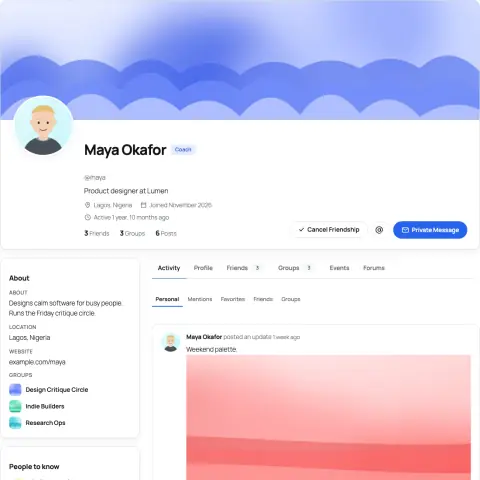 Maya Okafor Coach
@maya
Product designer at Lumen
Lagos, Nigeria Joined November 2026
Active 1 year, 10 months ago
3 Friends 3 Groups 6 Posts
Cancel Friendship @ Private Message
About
ABOUT
Designs calm software for busy people.
Runs the Friday critique circle.
LOCATION
Lagos, Nigeria
WEBSITE
example.com/maya
GROUPS
Design Critique Circle
Indie Builders
Research Ops
People to know
Activity Profile Friends 3 Groups 3 Events Forums
Personal Mentions Favorites Friends Groups
Maya Okafor posted an update 1 week ago
Weekend palette.